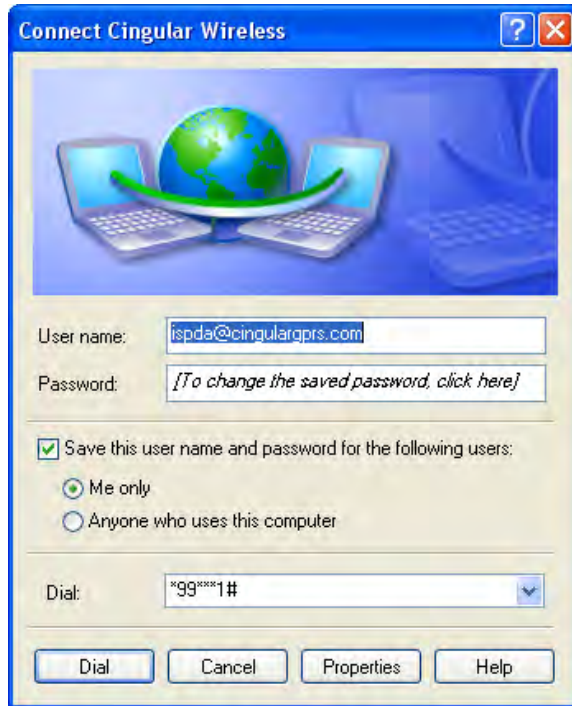 Connect Cingular Wireless
User name: ispda@cingulargprs.com
Password: [To change the saved password, click here]
Save this user name and password for the following users:
Me only
Anyone who uses this computer
Dial: *99***1#
Dial Cancel Properties Help